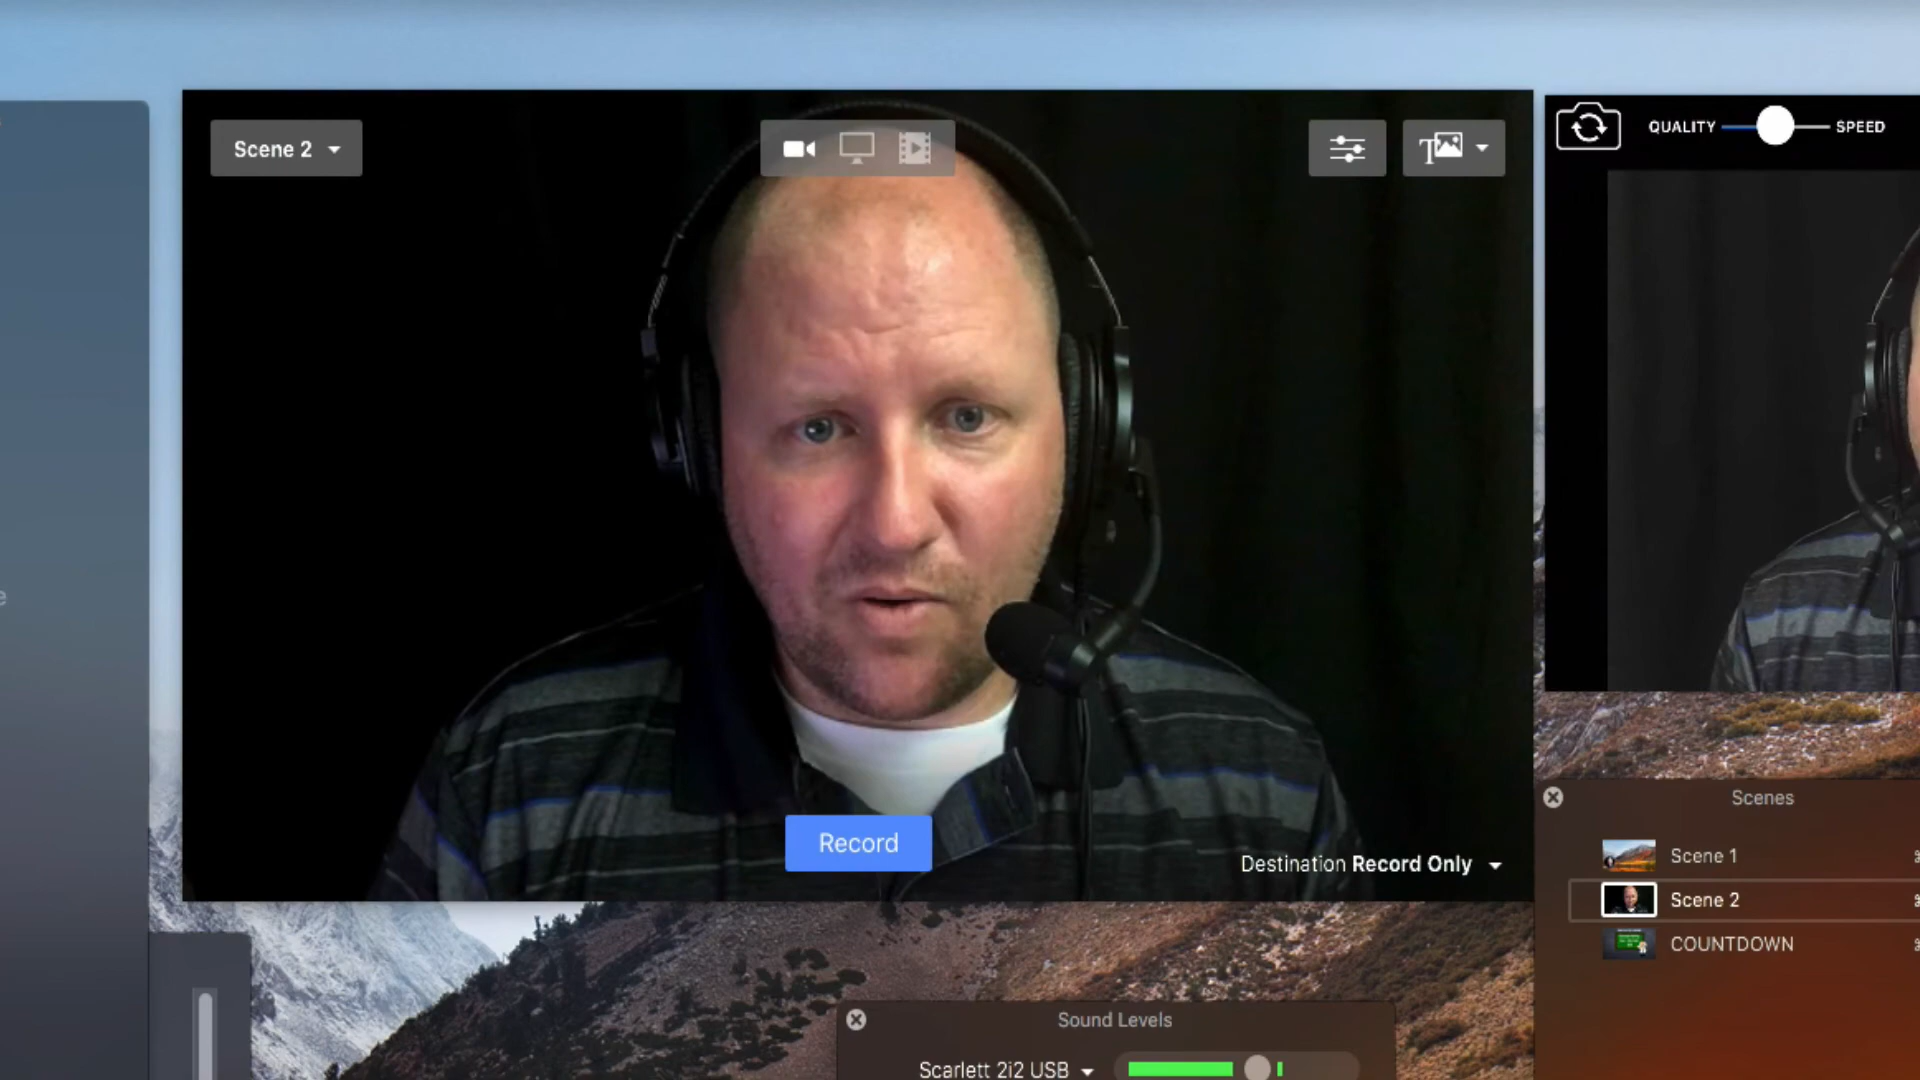 Scene 2
QUALITY
SPEED
Record
Destination Record Only
Scenes
Scene 1
Scene 2
COUNTDOWN
Sound Levels
Scarlett 2i2 USB